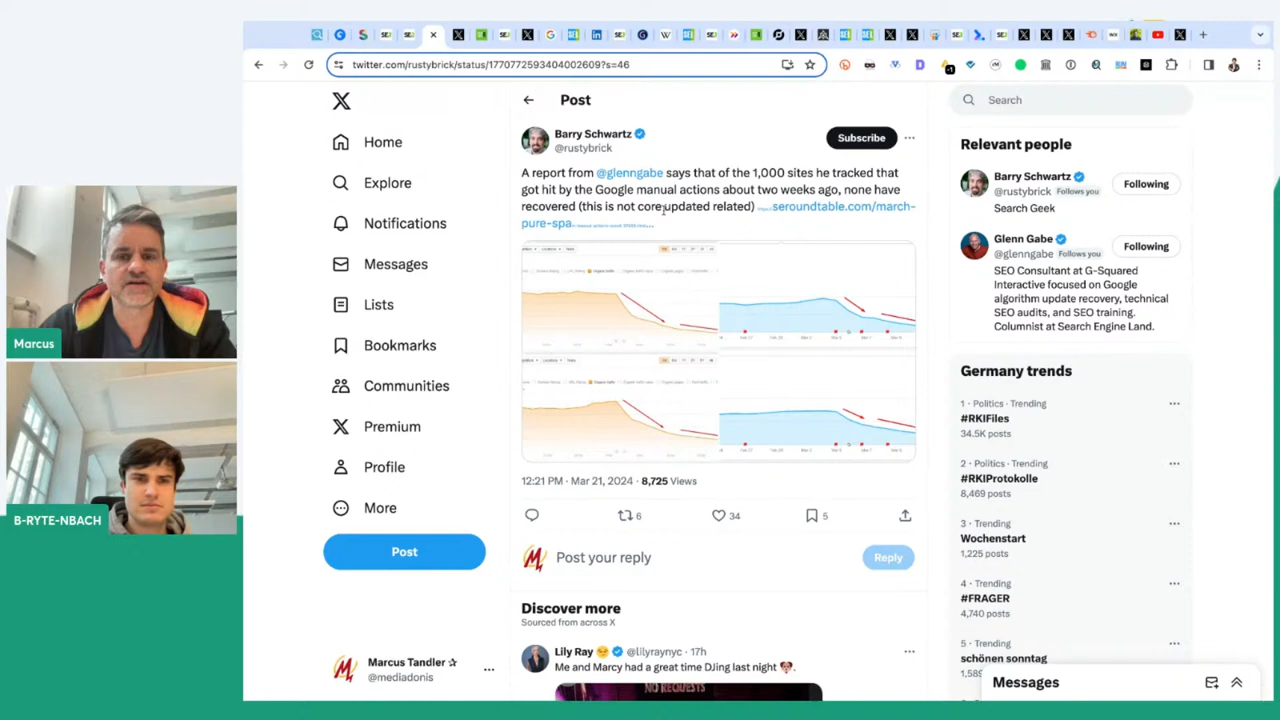 twitter.com/rustybrick/status/1770772593404002609?s=46
Home
Explore
Notifications
Messages
Lists
Bookmarks
Communities
Premium
Profile
More
Post
Marcus Tandler
@mediadonis
Marcus
B-RYTE-NBACH
Post
Barry Schwartz
@rustybrick
Subscribe
A report from @glenngabe says that of the 1,000 sites he tracked that
got hit by the Google manual actions about two weeks ago, none have
recovered (this is not core updated related) seroundtable.com/march-
pure-spa
12:21 PM · Mar 21, 2024 · 8,725 Views
6
34
5
Post your reply
Reply
Discover more
Sourced from across X
Lily Ray @lilyraynyc · 17h
Me and Marcy had a great time DJing last night
NO REQUESTS
Search
Relevant people
Barry Schwartz
@rustybrick Follows you
Following
Search Geek
Glenn Gabe
@glenngabe Follows you
Following
SEO Consultant at G-Squared
Interactive focused on Google
algorithm update recovery, technical
SEO audits, and SEO training.
Columnist at Search Engine Land.
Germany trends
1 · Politics · Trending
#RKIFiles
34.5K posts
2 · Politics · Trending
#RKIProtokolle
8,469 posts
3 · Trending
Wochenstart
1,225 posts
4 · Trending
#FRAGER
4,740 posts
5 · Trending
schönen sonntag
Messages